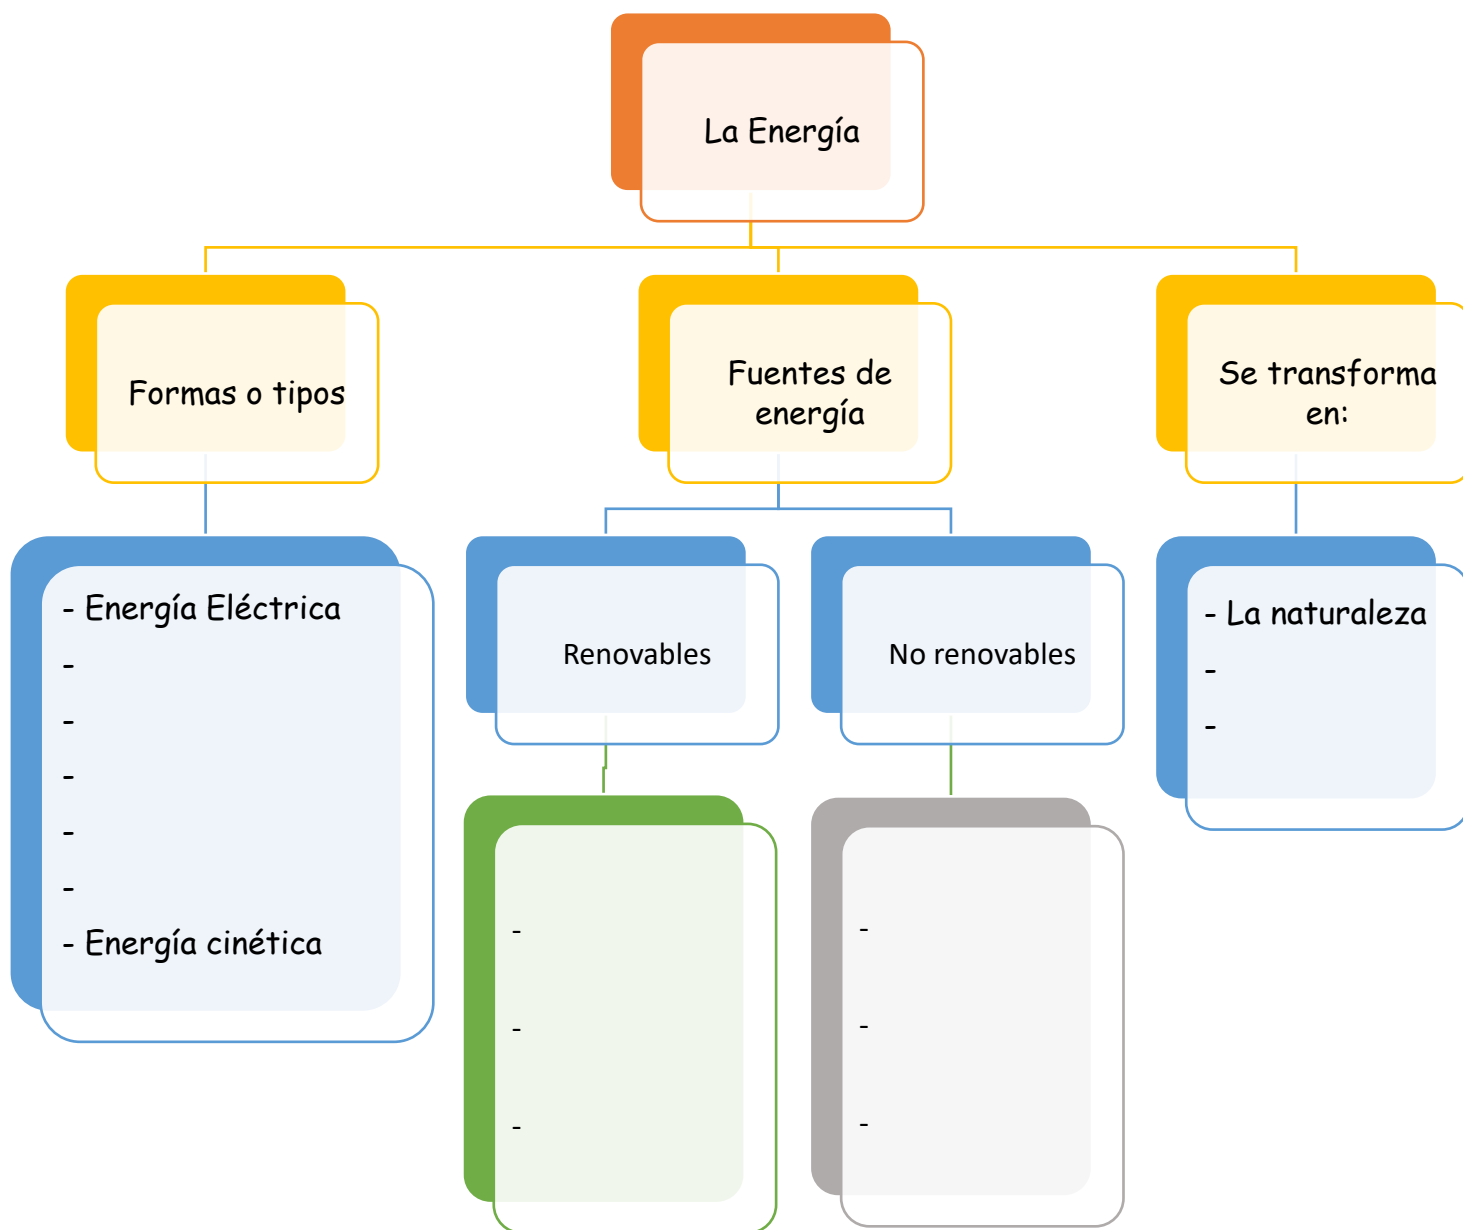 La Energía
Formas o tipos
- Energía Eléctrica
-
-
-
-
-
- Energía cinética
Fuentes de
energía
Renovables
-
-
-
No renovables
-
-
-
Se transforma
en:
- La naturaleza
-
-